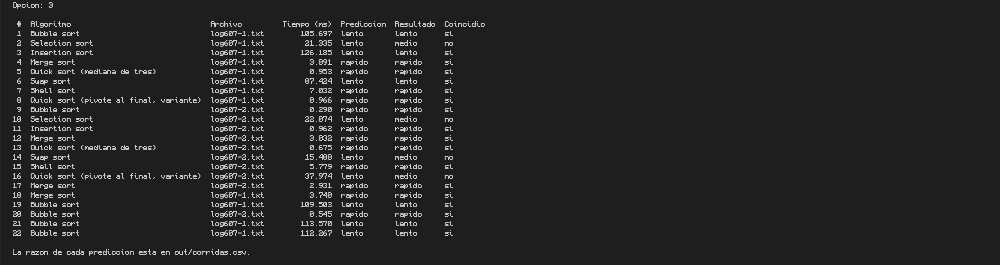 Opcion: 3
# Algoritmo Archivo Tiempo (ms) Prediccion Resultado Coincidio
1 Bubble sort log607-1.txt 105.697 lento lento si
2 Selection sort log607-1.txt 21.335 lento medio no
3 Insertion sort log607-1.txt 126.185 lento lento si
4 Merge sort log607-1.txt 3.891 rapido rapido si
5 Quick sort (mediana de tres) log607-1.txt 0.953 rapido rapido si
6 Swap sort log607-1.txt 87.424 lento lento si
7 Shell sort log607-1.txt 7.032 rapido rapido si
8 Quick sort (pivote al final, variante) log607-1.txt 0.966 rapido rapido si
9 Bubble sort log607-2.txt 0.290 rapido rapido si
10 Selection sort log607-2.txt 22.074 lento medio no
11 Insertion sort log607-2.txt 0.962 rapido rapido si
12 Merge sort log607-2.txt 3.032 rapido rapido si
13 Quick sort (mediana de tres) log607-2.txt 0.675 rapido rapido si
14 Swap sort log607-2.txt 15.488 lento medio no
15 Shell sort log607-2.txt 5.779 rapido rapido si
16 Quick sort (pivote al final, variante) log607-2.txt 37.974 lento medio no
17 Merge sort log607-2.txt 2.931 rapido rapido si
18 Merge sort log607-1.txt 3.740 rapido rapido si
19 Bubble sort log607-1.txt 109.503 lento lento si
20 Bubble sort log607-2.txt 0.545 rapido rapido si
21 Bubble sort log607-1.txt 113.570 lento lento si
22 Bubble sort log607-1.txt 112.267 lento lento si
La razon de cada prediccion esta en out/corridas.csv.